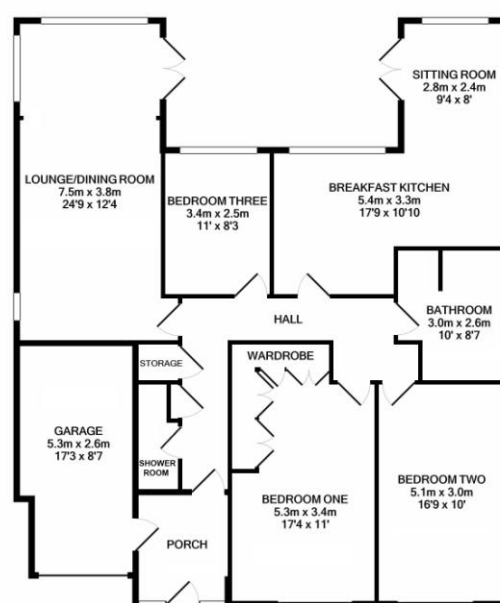 SITTING ROOM
2.8m x 2.4m
9'4 x 8'
LOUNGE/DINING ROOM
7.5m x 3.8m
24'9 x 12'4
BEDROOM THREE
3.4m x 2.5m
11' x 8'3
BREAKFAST KITCHEN
5.4m x 3.3m
17'9 x 10'10
HALL
BATHROOM
3.0m x 2.6m
10' x 8'7
STORAGE
WARDROBE
GARAGE
5.3m x 2.6m
17'3 x 8'7
SHOWER
ROOM
BEDROOM ONE
5.3m x 3.4m
17'4 x 11'
BEDROOM TWO
5.1m x 3.0m
16'9 x 10'
PORCH